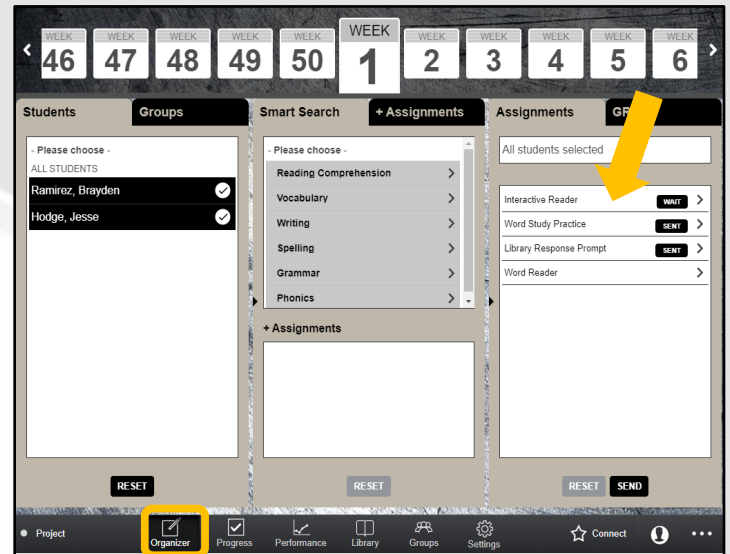 WEEK 46
WEEK 47
WEEK 48
WEEK 49
WEEK 50
WEEK 1
WEEK 2
WEEK 3
WEEK 4
WEEK 5
WEEK 6
Students Groups
- Please choose -
ALL STUDENTS
Ramirez, Brayden
Hodge, Jesse
RESET
Smart Search + Assignments
- Please choose -
Reading Comprehension
Vocabulary
Writing
Spelling
Grammar
Phonics
+ Assignments
RESET
Assignments
All students selected
Interactive Reader WAIT
Word Study Practice SENT
Library Response Prompt SENT
Word Reader
RESET SEND
Project Organizer Progress Performance Library Groups Settings Connect